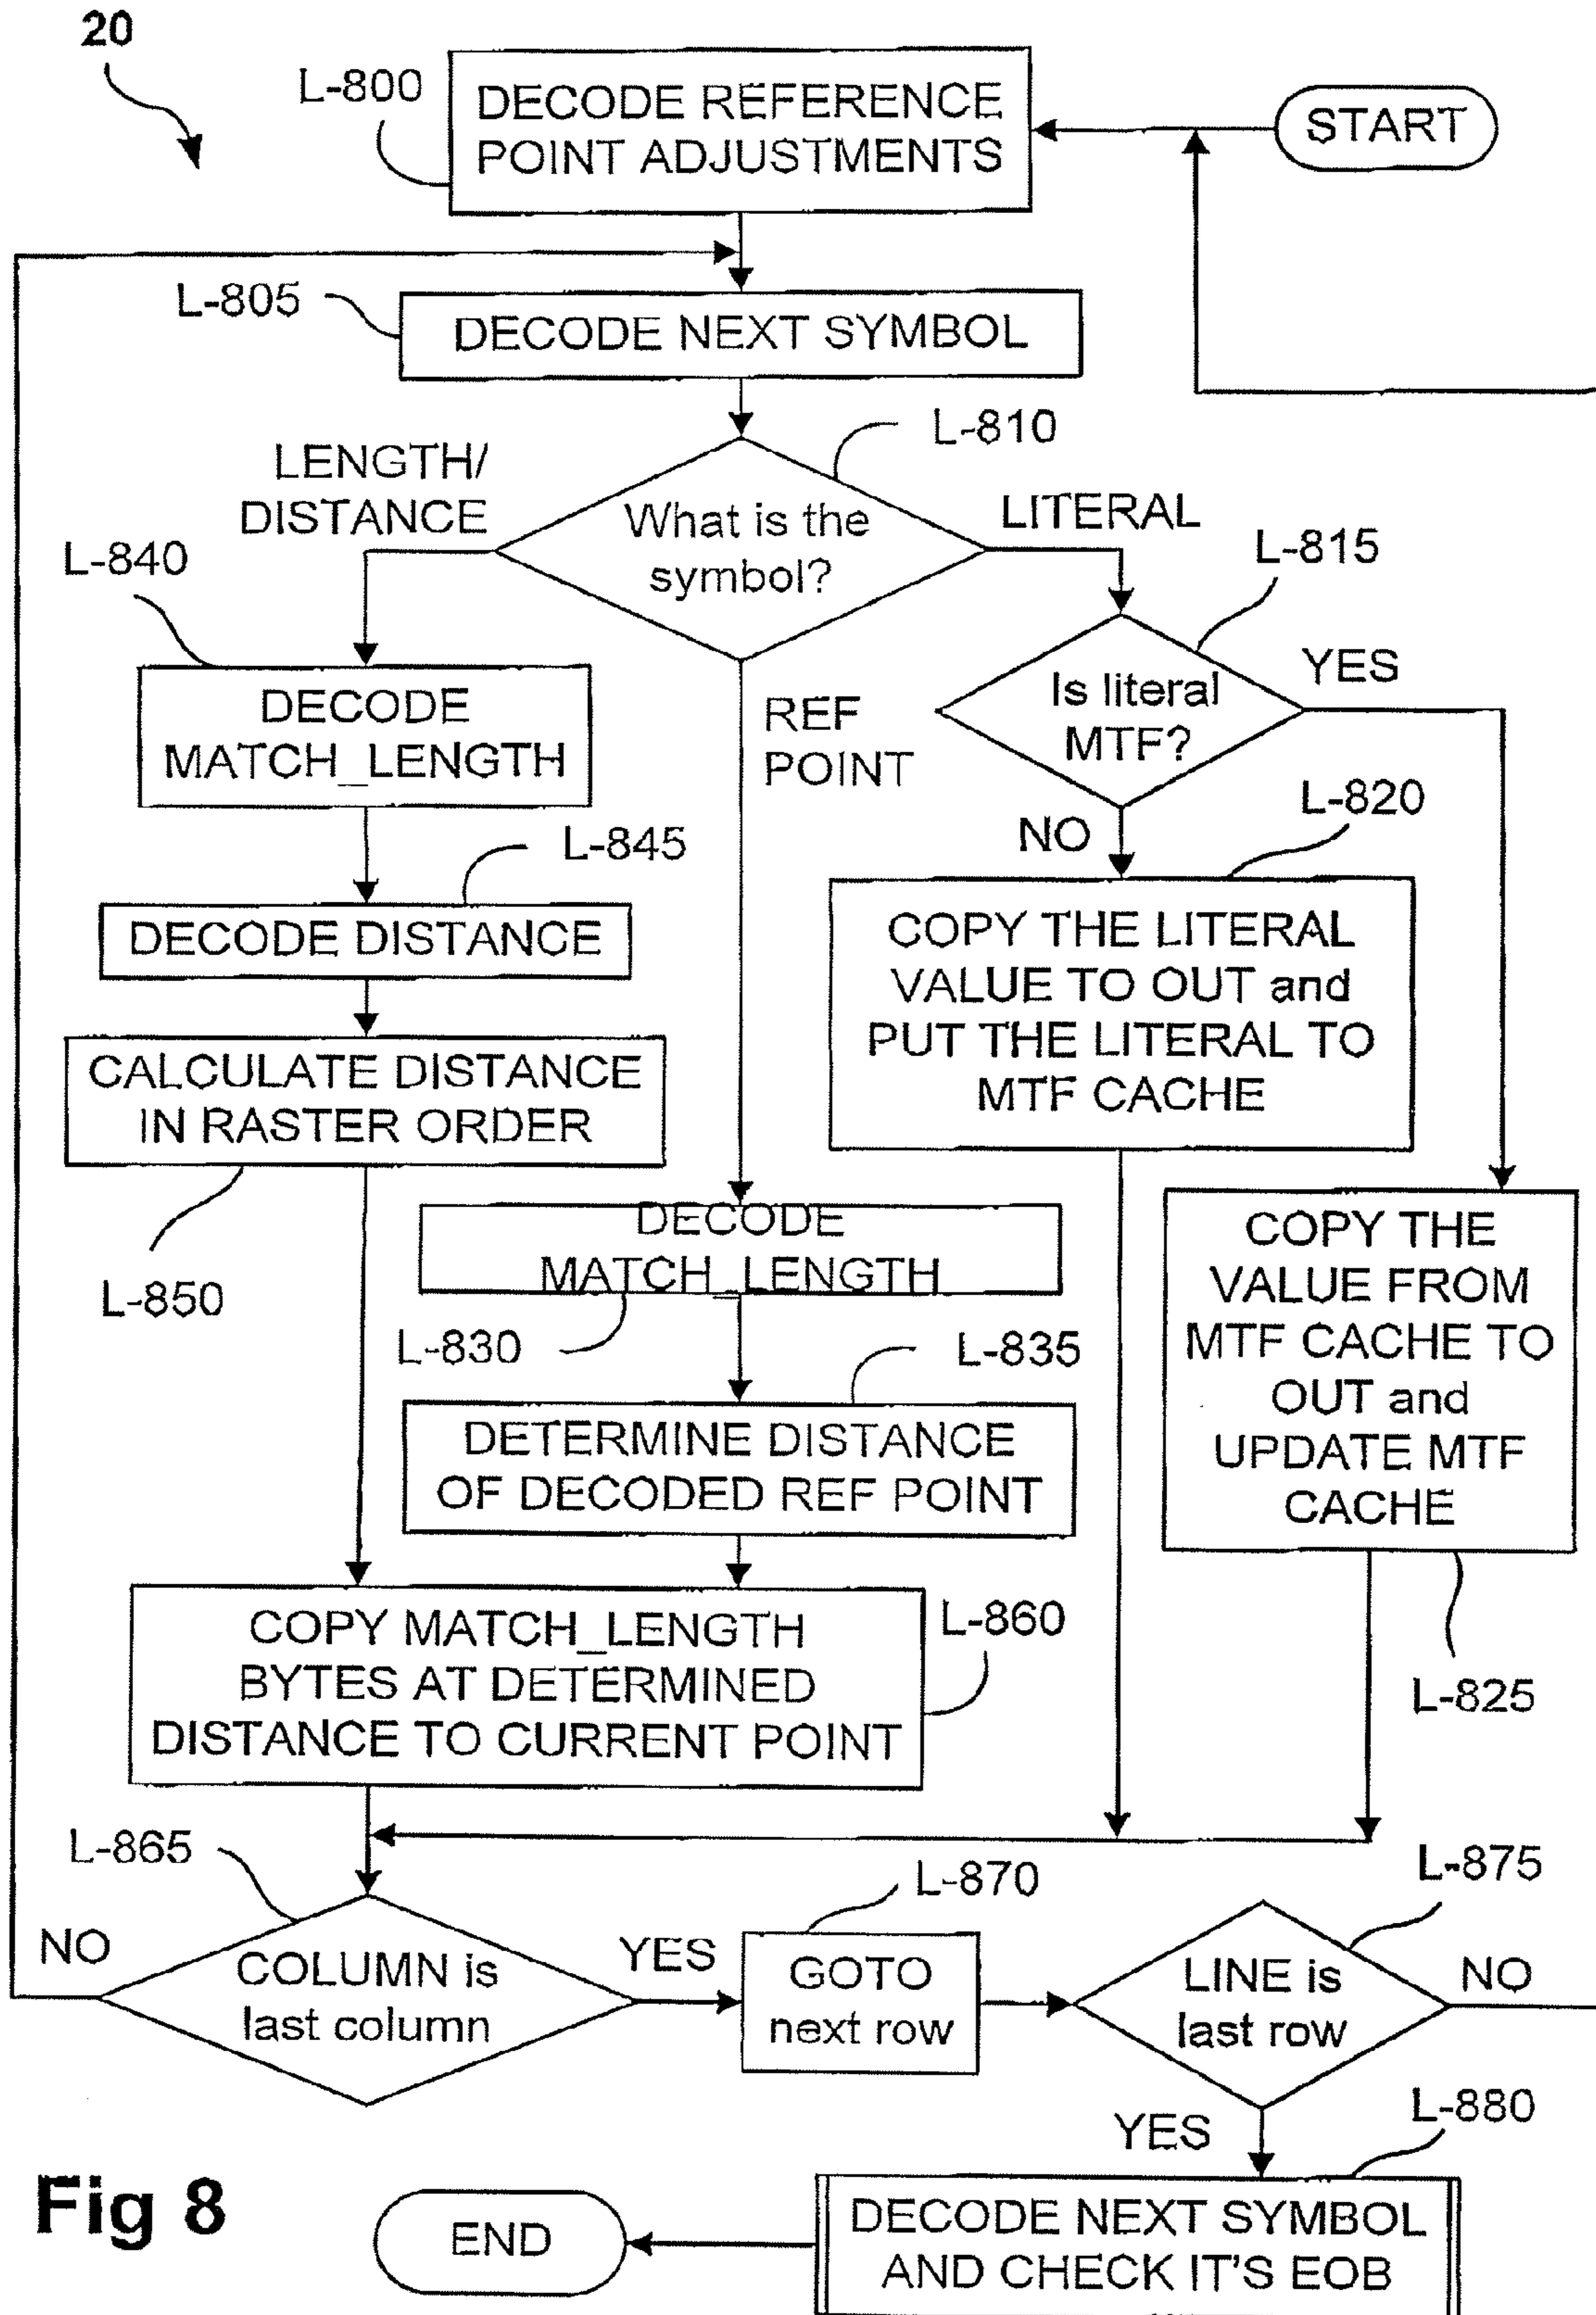 20
L-800
DECODE REFERENCE
POINT ADJUSTMENTS
START
L-805
DECODE NEXT SYMBOL
L-810
LENGTH/
DISTANCE
What is the
symbol?
LITERAL
L-815
L-840
YES
Is literal
MTF?
DECODE
MATCH_LENGTH
REF
POINT
L-820
NO
L-845
DECODE DISTANCE
COPY THE LITERAL
VALUE TO OUT and
PUT THE LITERAL TO
MTF CACHE
CALCULATE DISTANCE
IN RASTER ORDER
L-850
DECODE
MATCH_LENGTH
COPY THE
VALUE FROM
MTF CACHE TO
OUT and
UPDATE MTF
CACHE
L-830
L-835
DETERMINE DISTANCE
OF DECODED REF POINT
COPY MATCH_LENGTH
BYTES AT DETERMINED
DISTANCE TO CURRENT POINT
L-860
L-825
L-865
L-870
L-875
NO
COLUMN is
last column
YES
GOTO
next row
LINE is
last row
NO
YES
L-880
Fig 8
END
DECODE NEXT SYMBOL
AND CHECK IT'S EOB